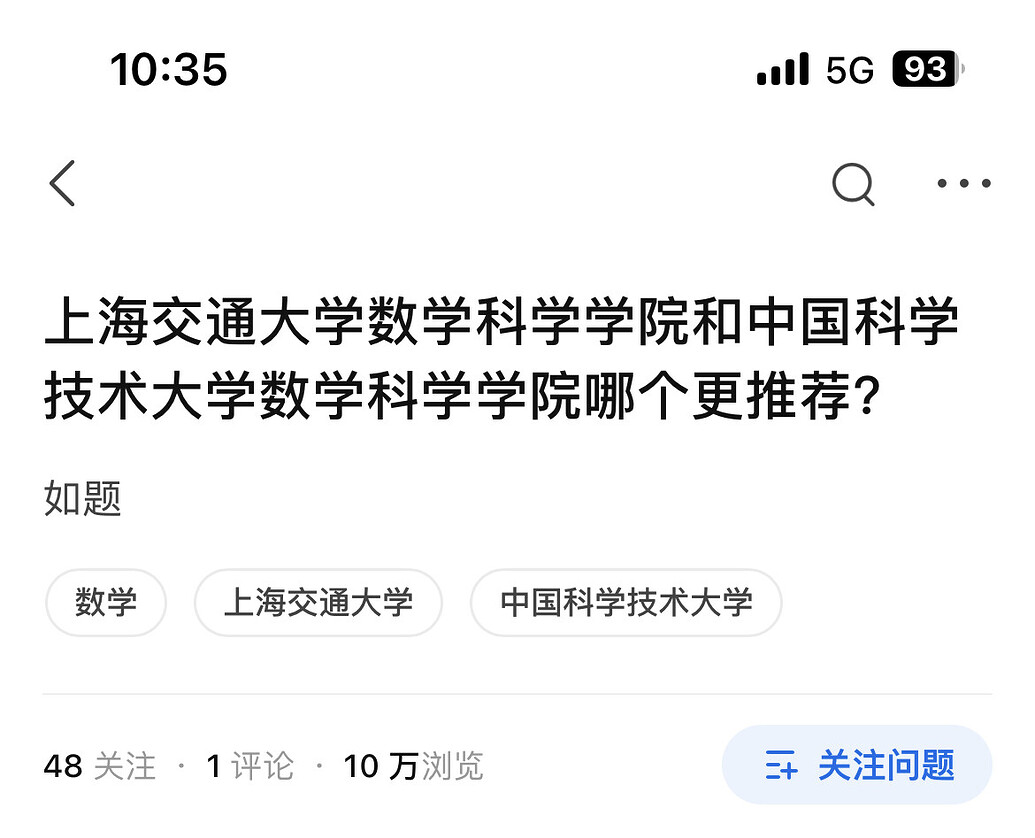 10:35 5G 93
上海交通大学数学科学学院和中国科学
技术大学数学科学学院哪个更推荐?
如题
数学 上海交通大学 中国科学技术大学
48 关注 · 1 评论 · 10 万浏览 关注问题